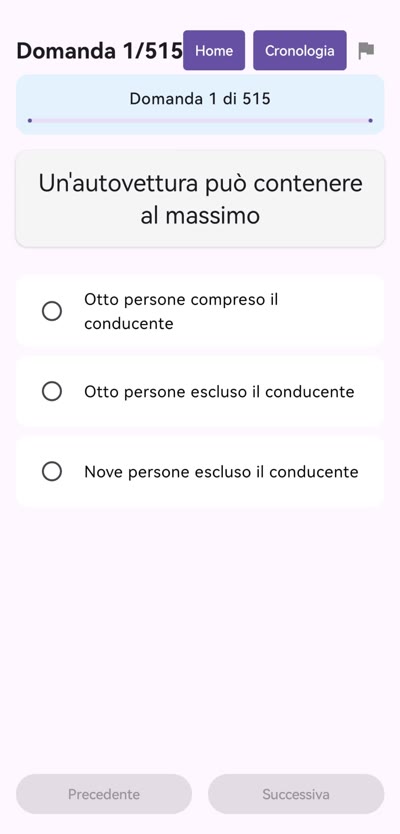 Domanda 1/515
Home
Cronologia
Domanda 1 di 515
Un'autovettura può contenere
al massimo
Otto persone compreso il
conducente
Otto persone escluso il conducente
Nove persone escluso il conducente
Precedente
Successiva